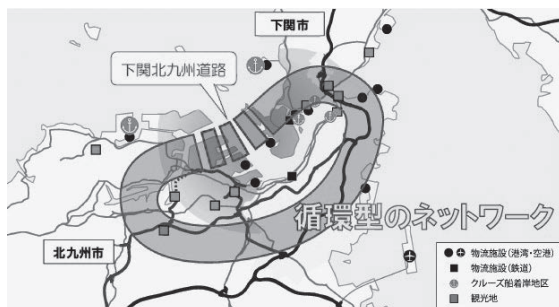 下関市
下関北九州道路
循環型のネットワーク
北九州市
物流施設(港湾・空港)
物流施設(鉄道)
クルーズ船着岸地区
観光地